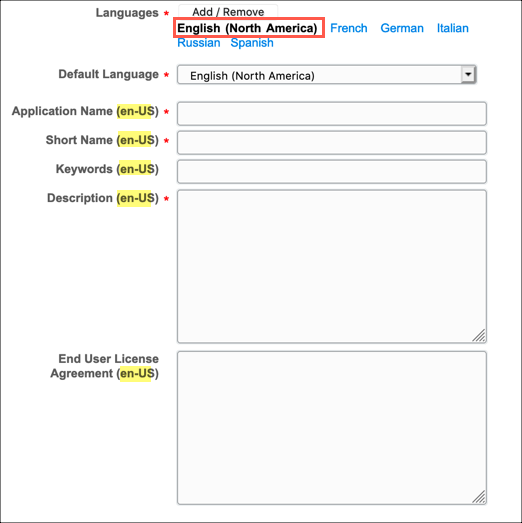 Languages * Add / Remove
English (North America) French German Italian
Russian Spanish
Default Language * English (North America)
Application Name (en-US) *
Short Name (en-US) *
Keywords (en-US)
Description (en-US) *
End User License
Agreement (en-US)